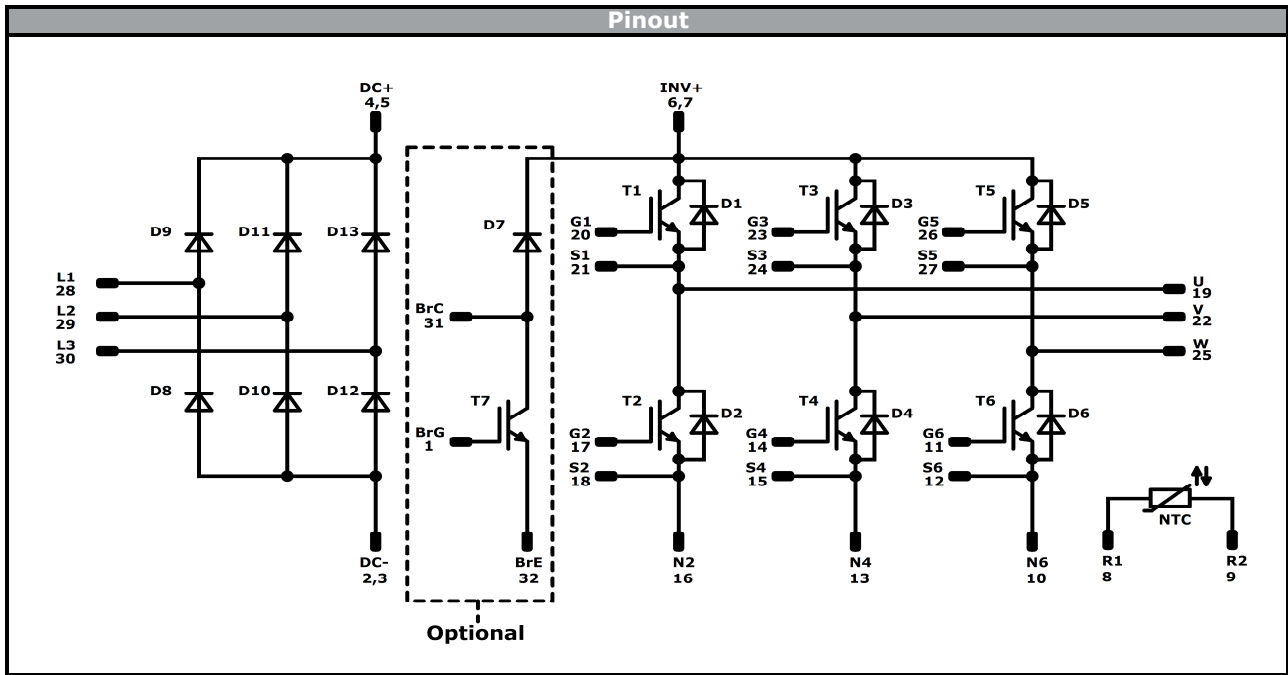 Pinout
DC+
4,5
INV+
6,7
T1
D1
T3
D3
T5
D5
D9
D11
D13
D7
G1
20
G3
23
G5
26
S1
21
S3
24
S5
27
L1
28
L2
29
L3
30
BrC
31
U
19
V
22
W
25
D8
D10
D12
T7
T2
D2
T4
D4
T6
D6
BrG
1
G2
17
G4
14
G6
11
S2
18
S4
15
S6
12
NTC
DC-
2,3
BrE
32
N2
16
N4
13
N6
10
R1
8
R2
9
Optional